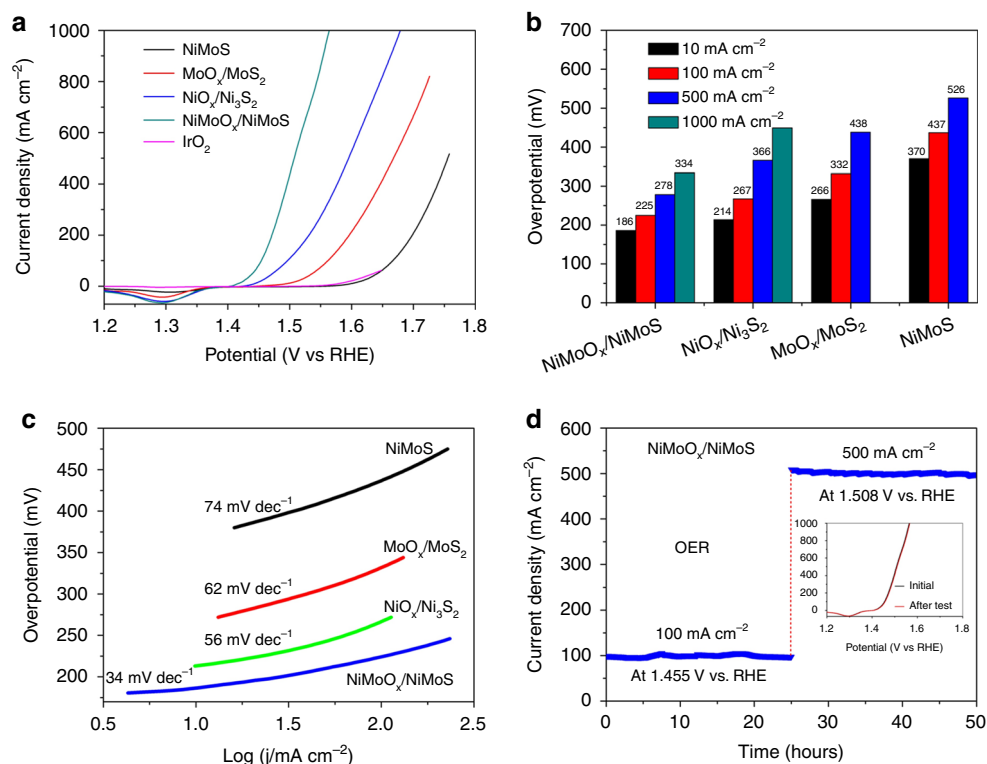 a
Current density (mA cm⁻²)
1000
800
600
400
200
0
NiMoS
MoOₓ/MoS₂
NiOₓ/Ni₃S₂
NiMoOₓ/NiMoS
IrO₂
1.2 1.3 1.4 1.5 1.6 1.7 1.8
Potential (V vs RHE)
b
Overpotential (mV)
700
600
500
400
300
200
100
0
10 mA cm⁻²
100 mA cm⁻²
500 mA cm⁻²
1000 mA cm⁻²
186 225 278 334
214 267 366
266 332 438
370 437 526
NiMoOₓ/NiMoS
NiOₓ/Ni₃S₂
MoOₓ/MoS₂
NiMoS
c
Overpotential (mV)
500
450
400
350
300
250
200
NiMoS
74 mV dec⁻¹
MoOₓ/MoS₂
62 mV dec⁻¹
NiOₓ/Ni₃S₂
56 mV dec⁻¹
34 mV dec⁻¹
NiMoOₓ/NiMoS
0.5 1.0 1.5 2.0 2.5
Log (j/mA cm⁻²)
d
Current density (mA cm⁻²)
600
500
400
300
200
100
0
NiMoOₓ/NiMoS
500 mA cm⁻²
At 1.508 V vs. RHE
OER
100 mA cm⁻²
At 1.455 V vs. RHE
1000
800
600
400
200
0
Initial
After test
1.2 1.4 1.6 1.8
Potential (V vs RHE)
0 10 20 30 40 50
Time (hours)